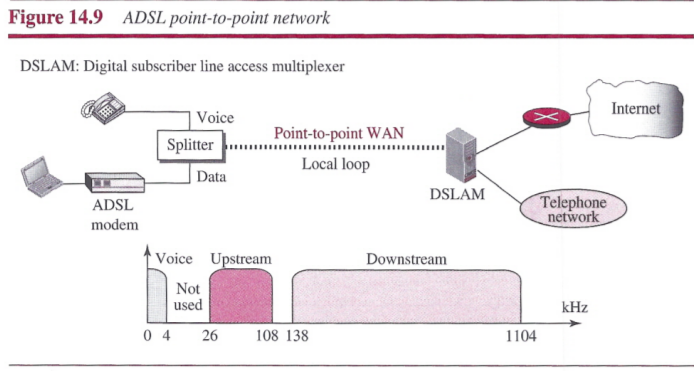 Figure 14.9 ADSL point-to-point network
DSLAM: Digital subscriber line access multiplexer
Voice
Splitter
Data
ADSL
modem
Point-to-point WAN
Local loop
DSLAM
Internet
Telephone
network
Voice Upstream Downstream
Not
used
kHz
0 4 26 108 138 1104